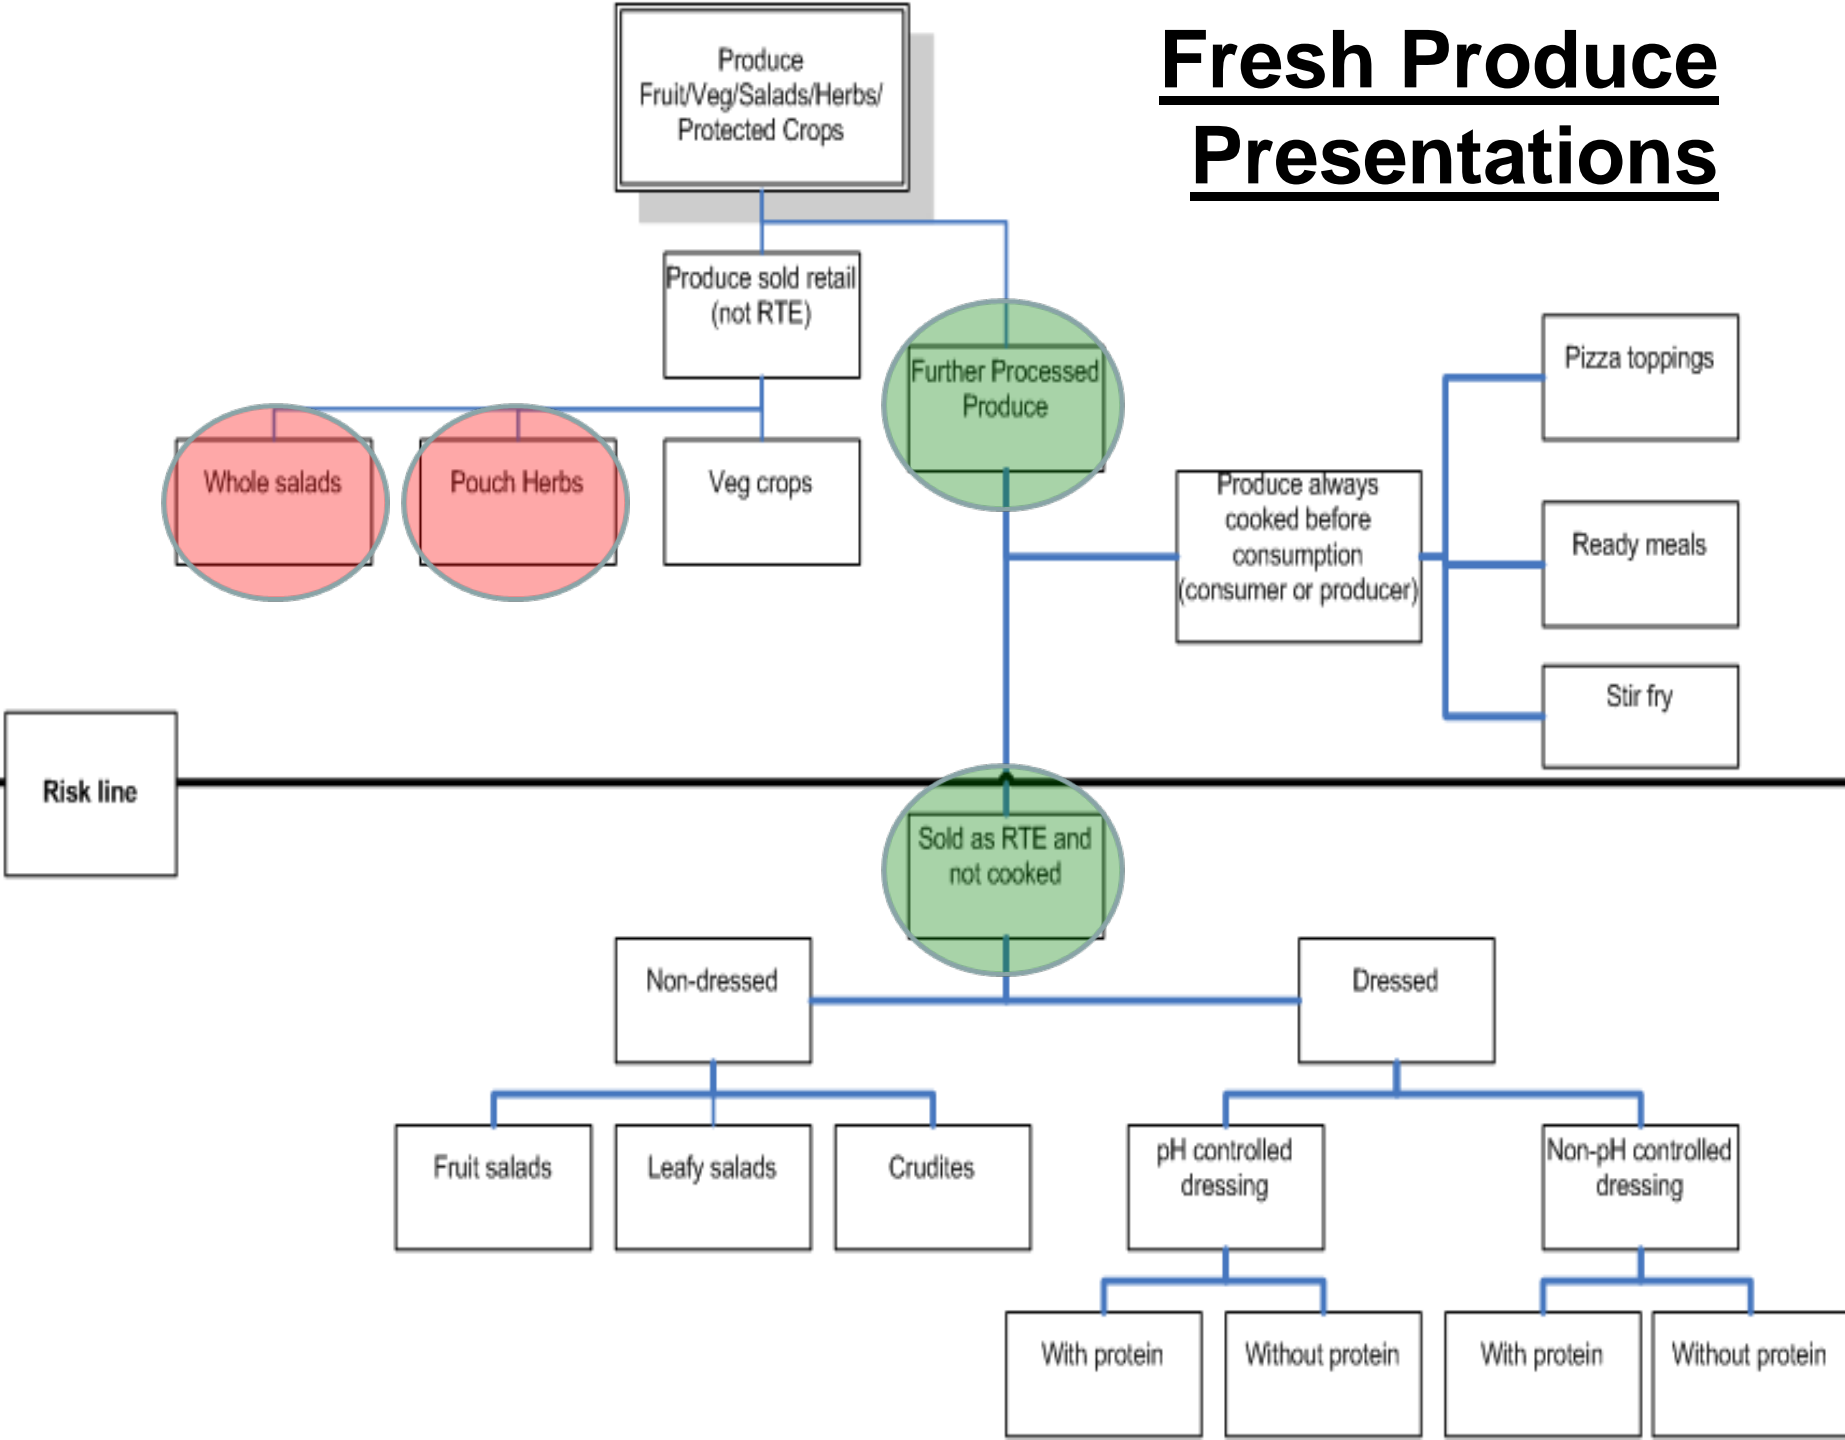 Fresh Produce
Presentations
Produce
Fruit/Veg/Salads/Herbs/
Protected Crops
Produce sold retail
(not RTE)
Further Processed
Produce
Whole salads
Pouch Herbs
Veg crops
Produce always
cooked before
consumption
(consumer or producer)
Pizza toppings
Ready meals
Stir fry
Risk line
Sold as RTE and
not cooked
Non-dressed
Dressed
Fruit salads
Leafy salads
Crudites
pH controlled
dressing
Non-pH controlled
dressing
With protein
Without protein
With protein
Without protein